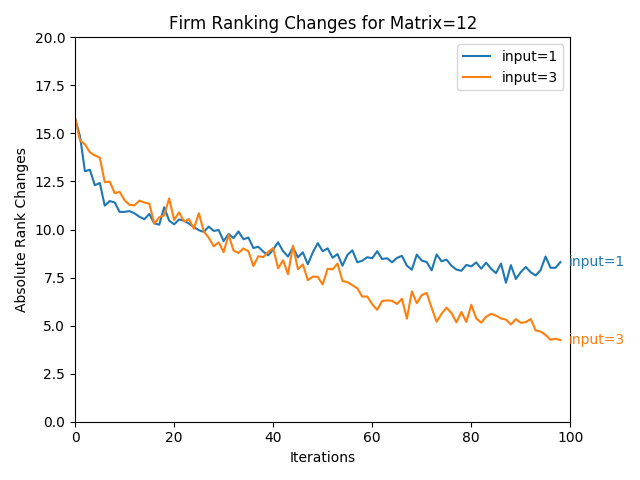 Firm Ranking Changes for Matrix=12
input=1
input=3
Absolute Rank Changes
20.0
17.5
15.0
12.5
10.0
7.5
5.0
2.5
0.0
input=1
input=3
0 20 40 60 80 100
Iterations